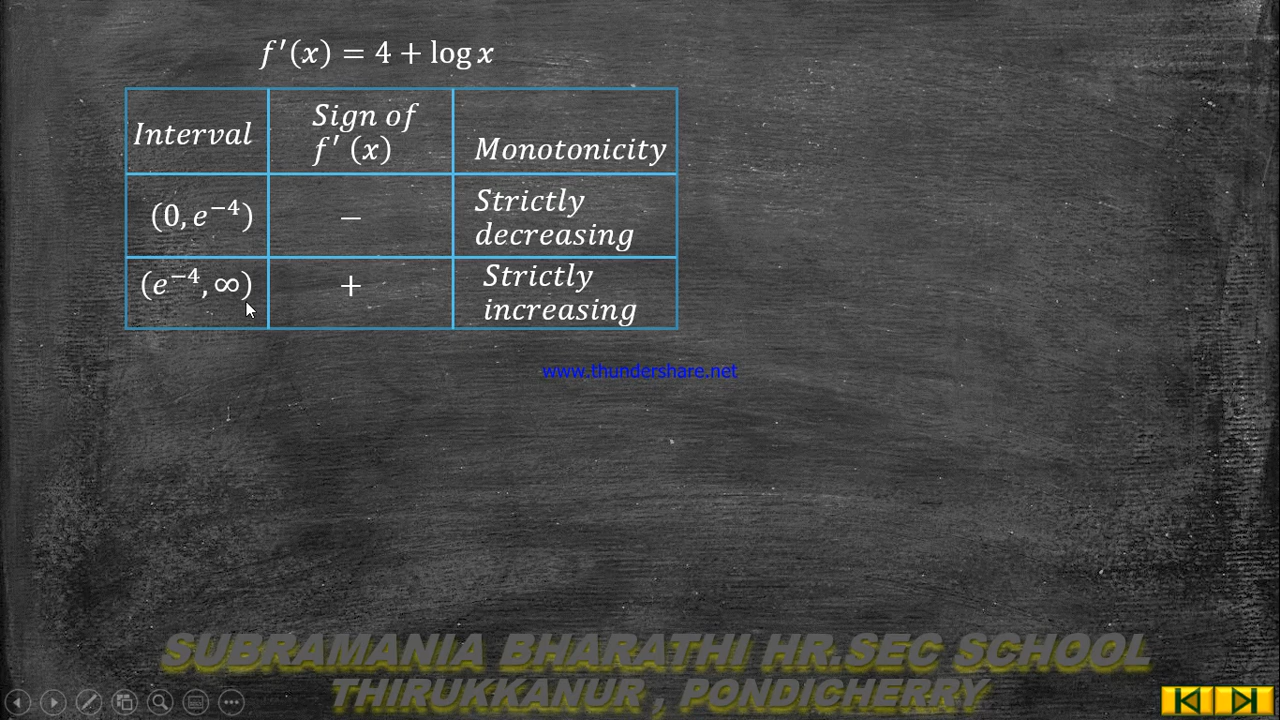 f′(x) = 4 + log x
Interval
Sign of
f′ (x)
Monotonicity
(0, e⁻⁴)
−
Strictly
decreasing
(e⁻⁴, ∞)
+
Strictly
increasing
www.thundershare.net
SUBRAMANIA BHARATHI HR.SEC SCHOOL
THIRUKKANUR , PONDICHERRY